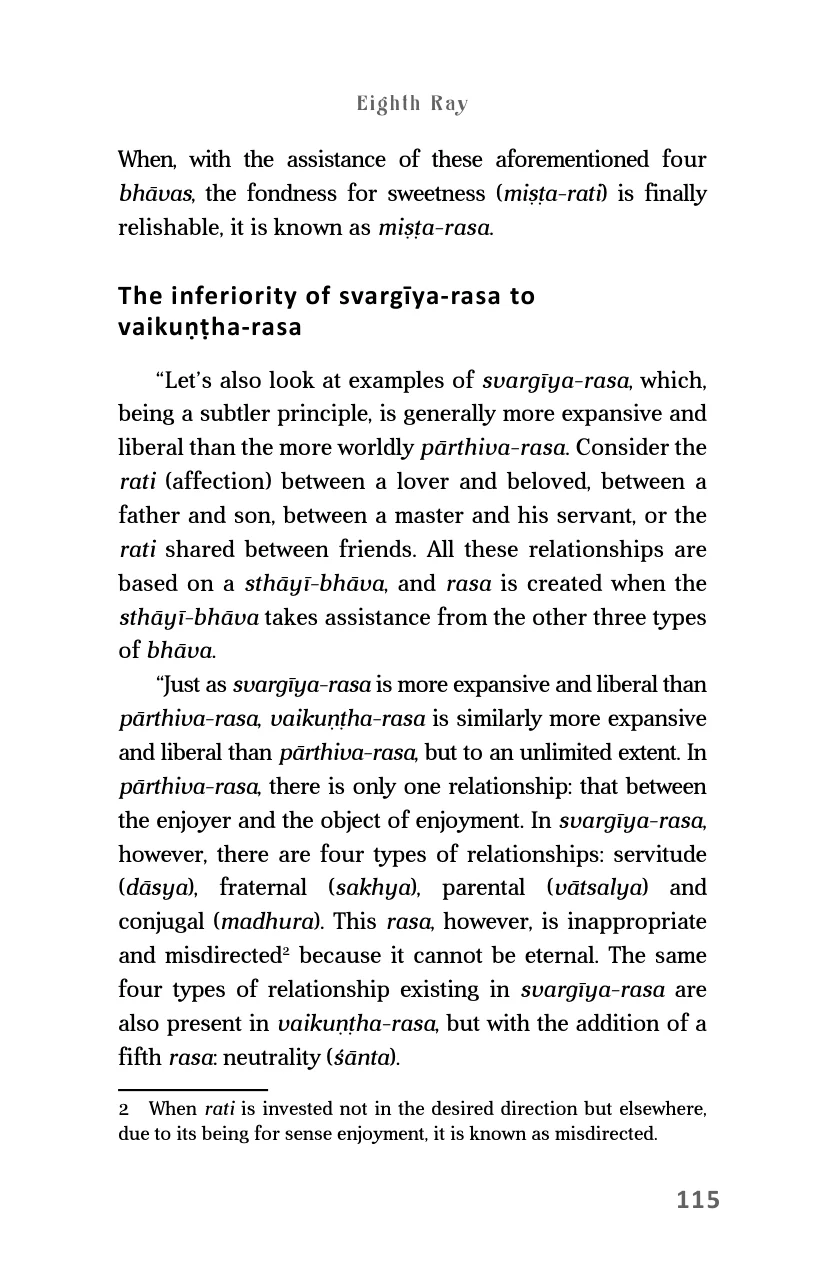 Eighth Ray
When, with the assistance of these aforementioned four
bhāvas, the fondness for sweetness (miṣṭa-rati) is finally
relishable, it is known as miṣṭa-rasa.
The inferiority of svargīya-rasa to
vaikuṇṭha-rasa
“Let’s also look at examples of svargīya-rasa, which,
being a subtler principle, is generally more expansive and
liberal than the more worldly pārthiva-rasa. Consider the
rati (affection) between a lover and beloved, between a
father and son, between a master and his servant, or the
rati shared between friends. All these relationships are
based on a sthāyī-bhāva, and rasa is created when the
sthāyī-bhāva takes assistance from the other three types
of bhāva.
“Just as svargīya-rasa is more expansive and liberal than
pārthiva-rasa, vaikuṇṭha-rasa is similarly more expansive
and liberal than pārthiva-rasa, but to an unlimited extent. In
pārthiva-rasa, there is only one relationship: that between
the enjoyer and the object of enjoyment. In svargīya-rasa,
however, there are four types of relationships: servitude
(dāsya), fraternal (sakhya), parental (vātsalya) and
conjugal (madhura). This rasa, however, is inappropriate
and misdirected² because it cannot be eternal. The same
four types of relationship existing in svargīya-rasa are
also present in vaikuṇṭha-rasa, but with the addition of a
fifth rasa: neutrality (śānta).
2 When rati is invested not in the desired direction but elsewhere,
due to its being for sense enjoyment, it is known as misdirected.
115